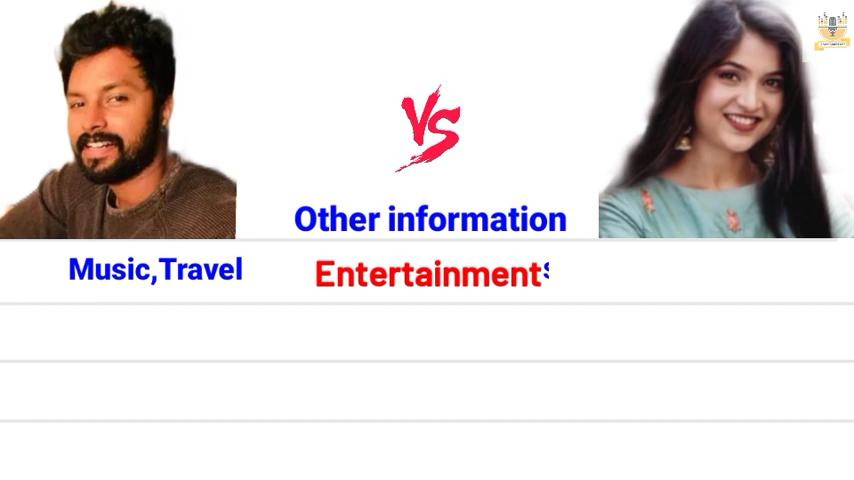 VS
Other information
Music,Travel
Entertainment